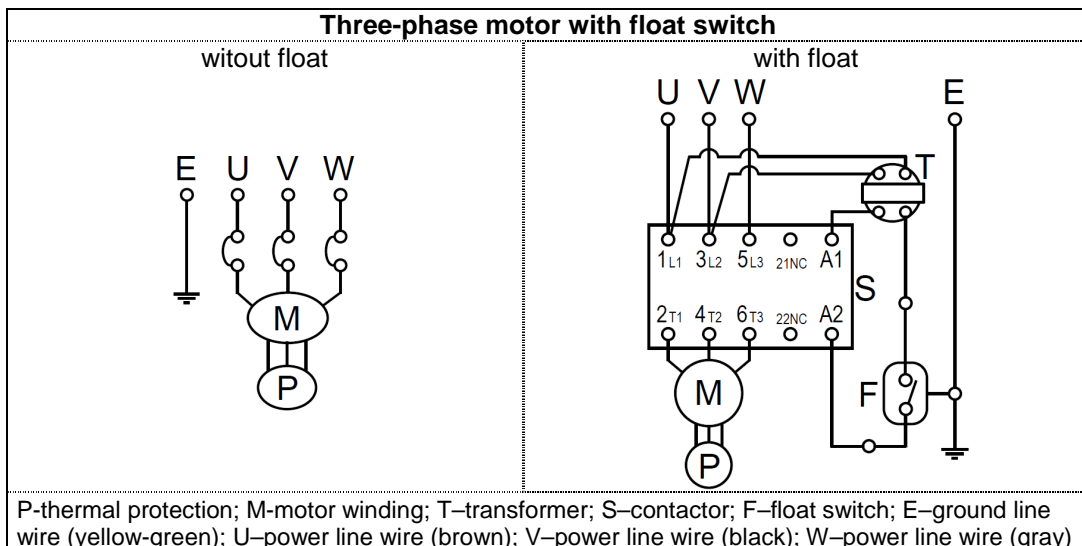 Three-phase motor with float switch
witout float
with float
E U V W
M
P
U V W E
T
1L1 3L2 5L3 21NC A1
S
2T1 4T2 6T3 22NC A2
M
F
P
P-thermal protection; M-motor winding; T–transformer; S–contactor; F–float switch; E–ground line
wire (yellow-green); U–power line wire (brown); V–power line wire (black); W–power line wire (gray)